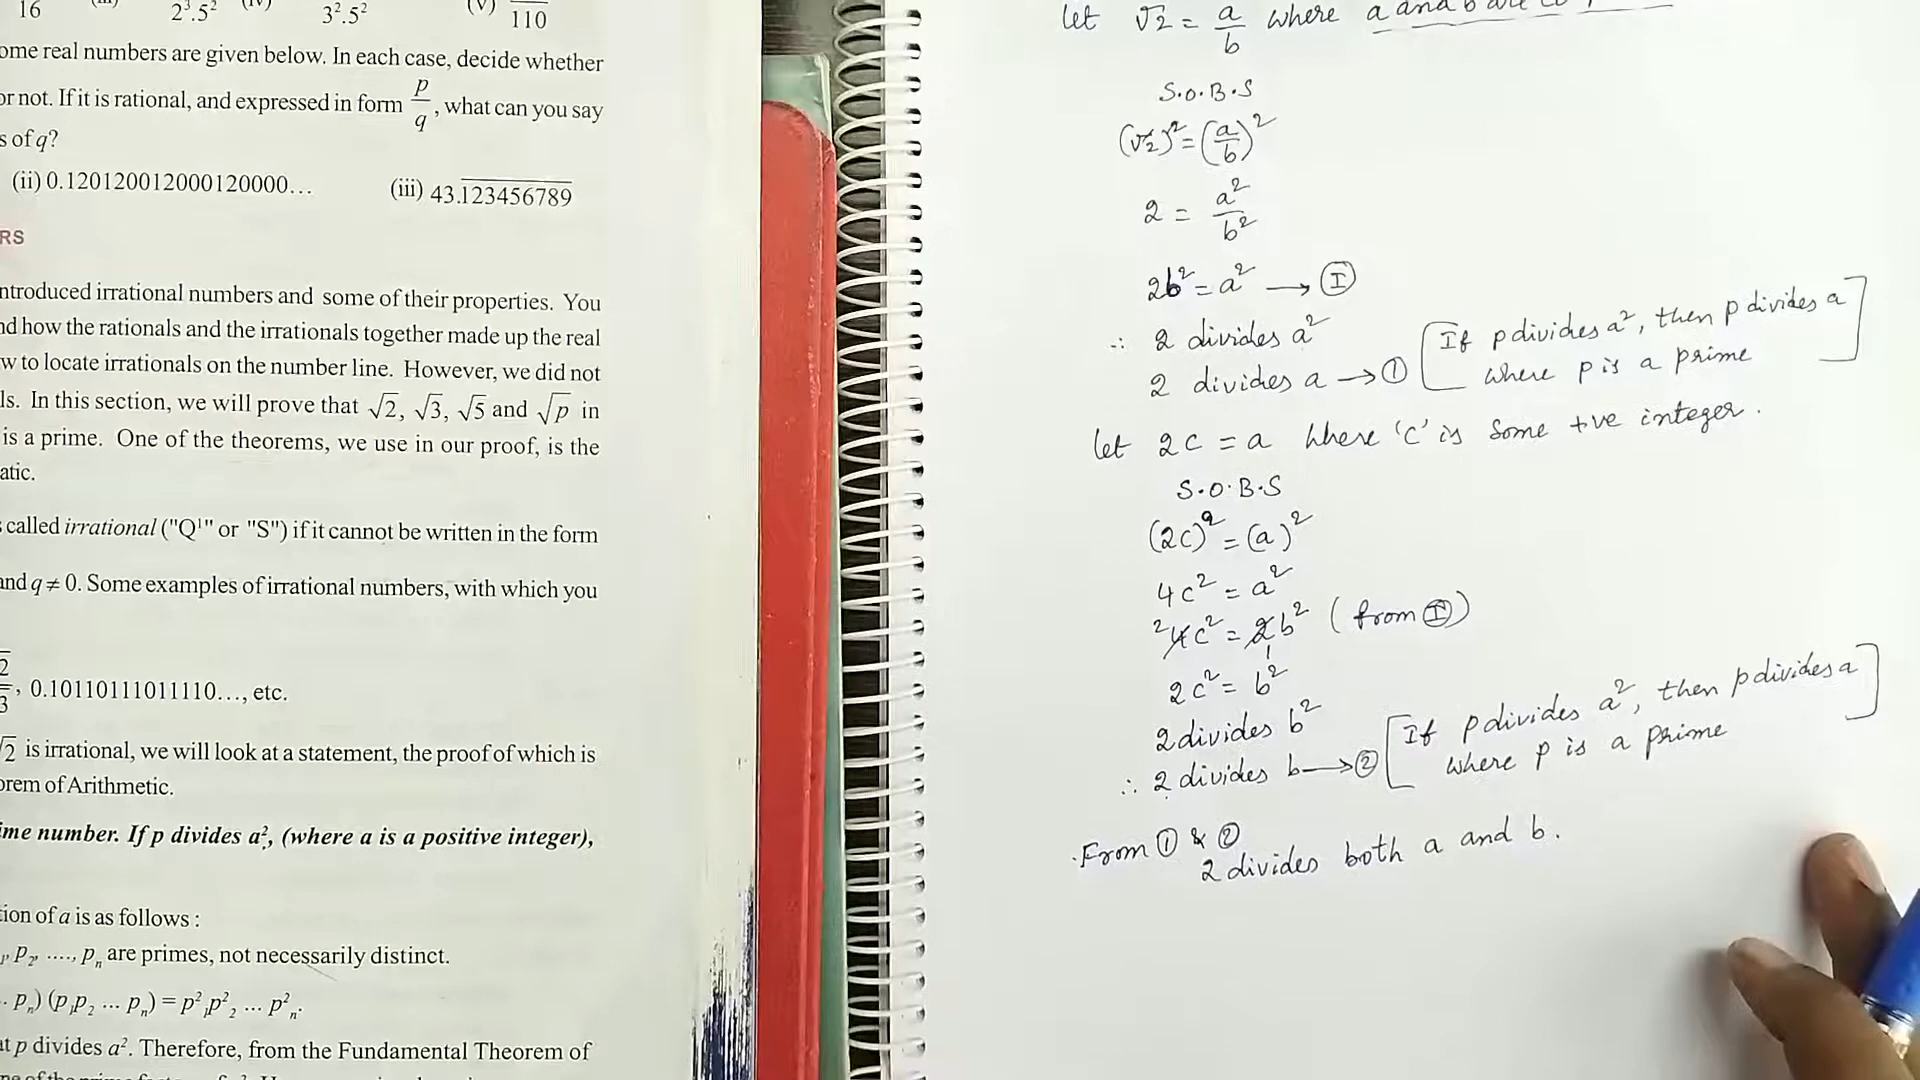 16 2³.5² 3².5² (v) 110
ome real numbers are given below. In each case, decide whether
or not. If it is rational, and expressed in form p/q, what can you say
s of q?
(ii) 0.120120012000120000... (iii) 43.123456789
RS
ntroduced irrational numbers and some of their properties. You
nd how the rationals and the irrationals together made up the real
w to locate irrationals on the number line. However, we did not
ls. In this section, we will prove that √2, √3, √5 and √p in
is a prime. One of the theorems, we use in our proof, is the
atic.
called irrational ("Q¹" or "S") if it cannot be written in the form
and q ≠ 0. Some examples of irrational numbers, with which you
2/3, 0.10110111011110..., etc.
√2 is irrational, we will look at a statement, the proof of which is
orem of Arithmetic.
ime number. If p divides a², (where a is a positive integer),
tion of a is as follows :
, p₂, ...., pₙ are primes, not necessarily distinct.
. pₙ) (p₁p₂ ... pₙ) = p²₁p²₂ ... p²ₙ.
at p divides a². Therefore, from the Fundamental Theorem of
let √2 = a/b where a and b are
S.O.B.S
(√2)² = (a/b)²
2 = a²/b²
2b² = a² → Ⓘ
∴ 2 divides a²
2 divides a → ① [If p divides a², then p divides a
where p is a prime]
let 2c = a where 'c' is some +ve integer.
S.O.B.S
(2c)² = (a)²
4c² = a²
²4c² = 2b² (from Ⓘ)
1
2c² = b²
2 divides b²
∴ 2 divides b → ② [If p divides a², then p divides a
where p is a prime]
.From ① & ②
2 divides both a and b.